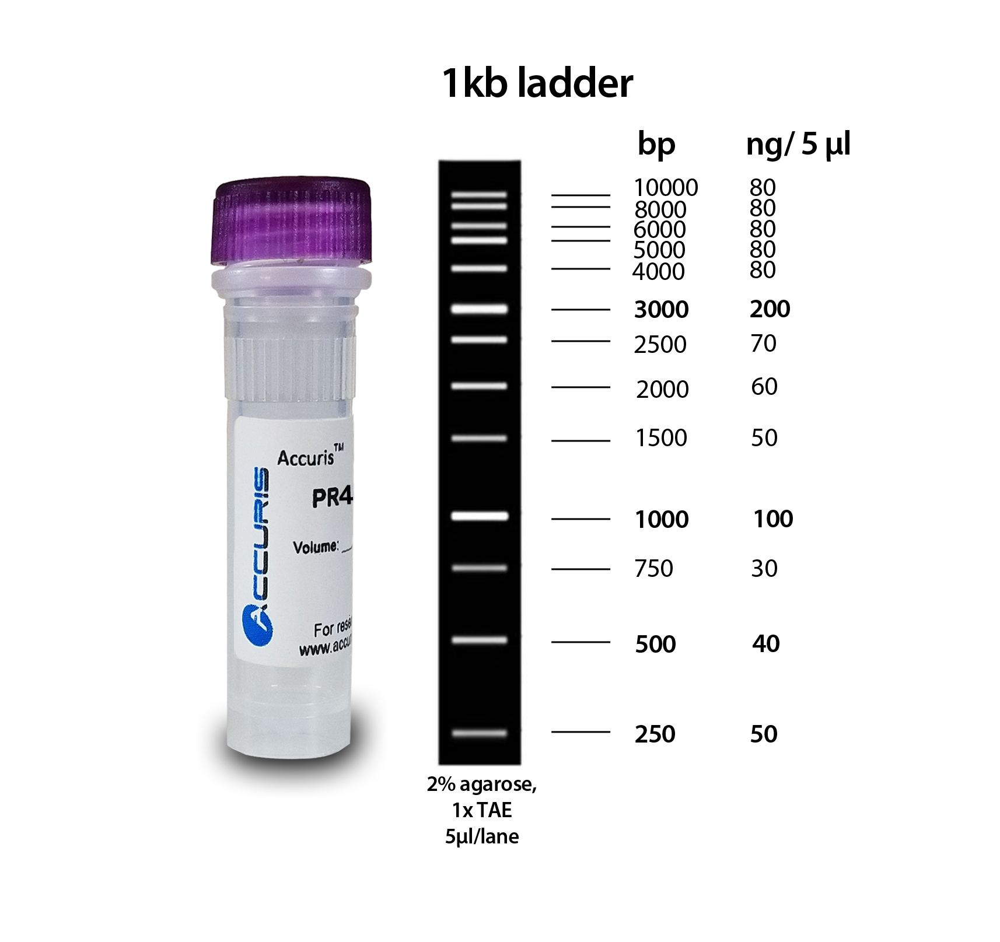 1kb ladder
bp ng/ 5 µl
10000 80
8000 80
6000 80
5000 80
4000 80
3000 200
2500 70
2000 60
1500 50
1000 100
750 30
500 40
250 50
2% agarose,
1x TAE
5µl/lane
Accuris™
PR4
Volume:
For
www.
ACCURIS